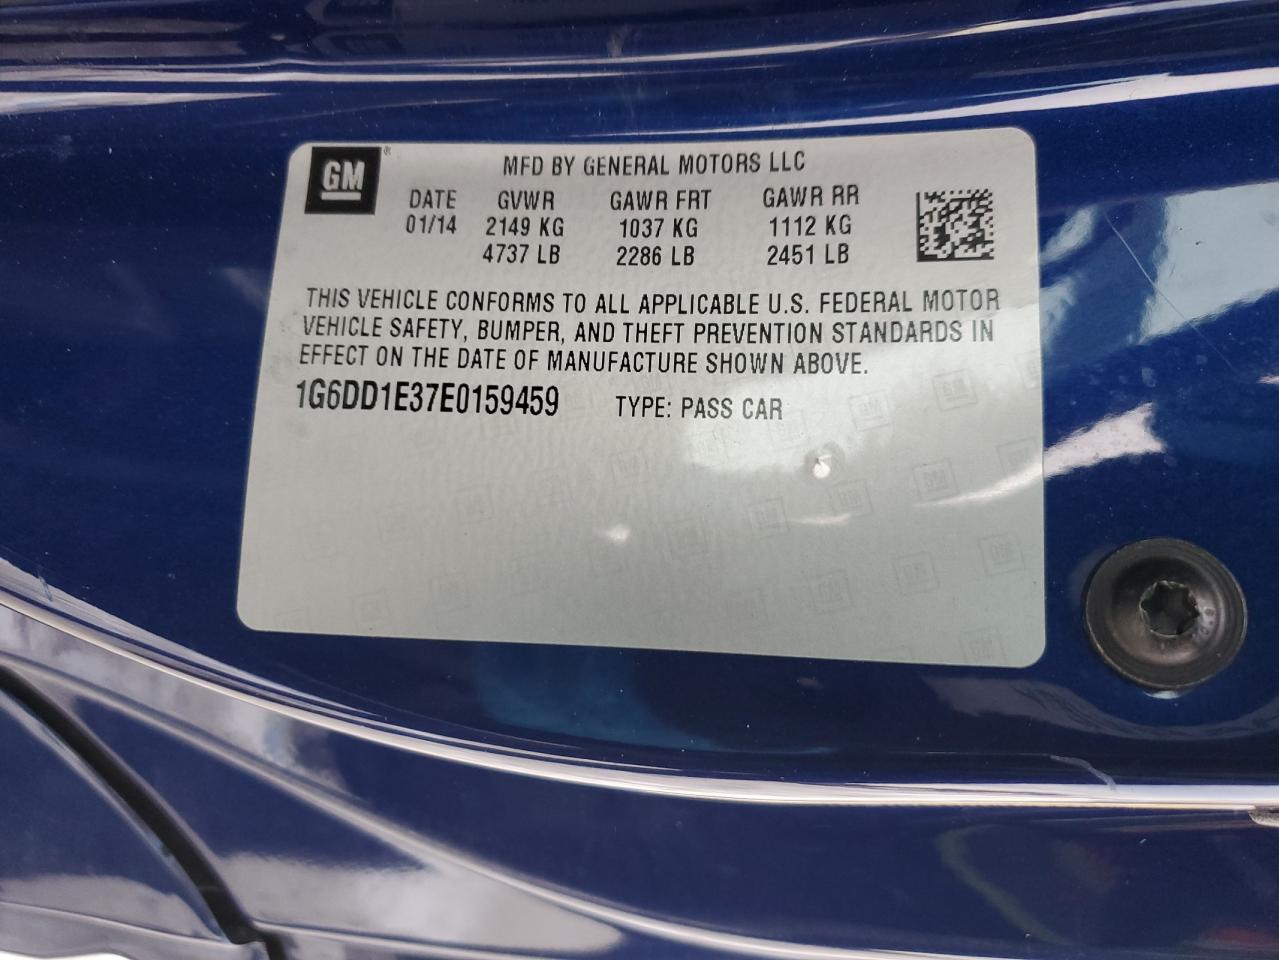 GM ®
MFD BY GENERAL MOTORS LLC
DATE GVWR GAWR FRT GAWR RR
01/14 2149 KG 1037 KG 1112 KG
4737 LB 2286 LB 2451 LB
THIS VEHICLE CONFORMS TO ALL APPLICABLE U.S. FEDERAL MOTOR
VEHICLE SAFETY, BUMPER, AND THEFT PREVENTION STANDARDS IN
EFFECT ON THE DATE OF MANUFACTURE SHOWN ABOVE.
1G6DD1E37E0159459 TYPE: PASS CAR